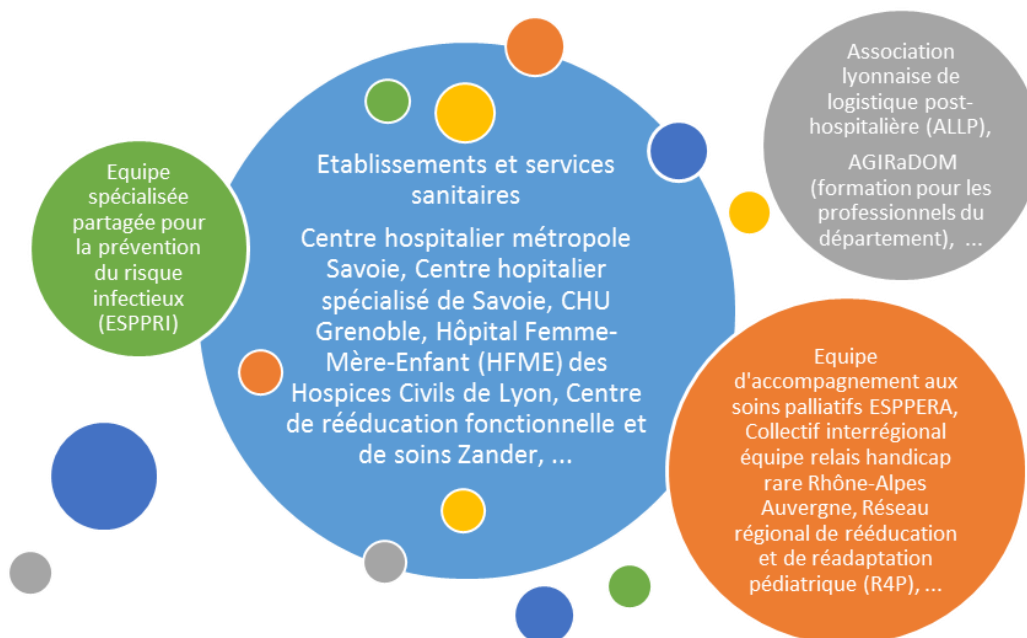 Etablissements et services
sanitaires
Centre hospitalier métropole
Savoie, Centre hopitalier
spécialisé de Savoie, CHU
Grenoble, Hôpital Femme-
Mère-Enfant (HFME) des
Hospices Civils de Lyon, Centre
de rééducation fonctionnelle et
de soins Zander, ...
Equipe
spécialisée
partagée pour
la prévention
du risque
infectieux
(ESPPRI)
Association
lyonnaise de
logistique post-
hospitalière (ALLP),
AGIRaDOM
(formation pour les
professionnels du
département), ...
Equipe
d'accompagnement aux
soins palliatifs ESPPERA,
Collectif interrégional
équipe relais handicap
rare Rhône-Alpes
Auvergne, Réseau
régional de rééducation
et de réadaptation
pédiatrique (R4P), ...